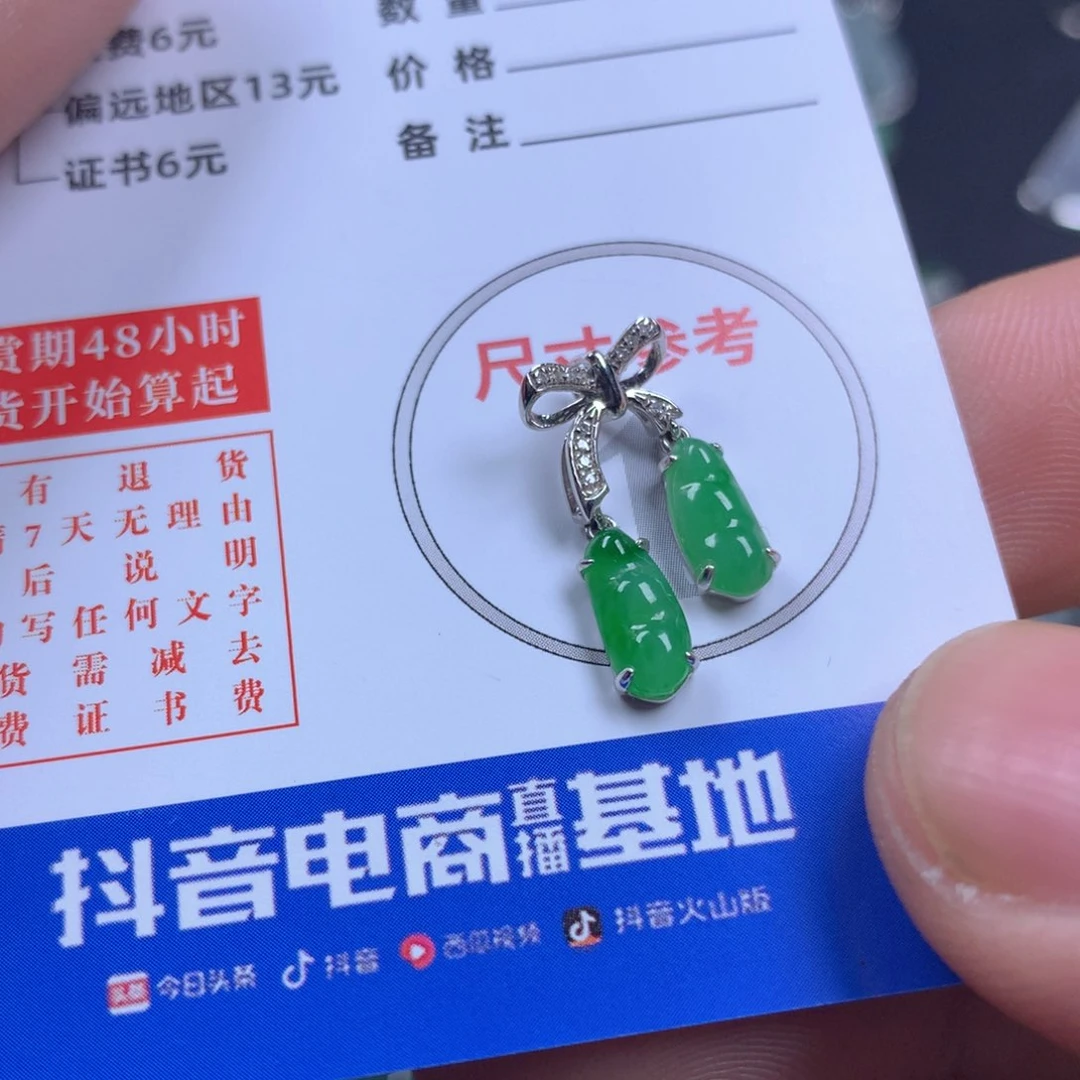 费6元
数 量
偏远地区13元
价 格
证书6元
备 注
赏期48小时
货开始算起
有 退 货
7天无理由
后 说 明
写任何文字
货 需 减 去
费 证 书 费
尺寸参考
抖音电商直播基地
头条 今日头条 抖音 西瓜视频 抖音火山版